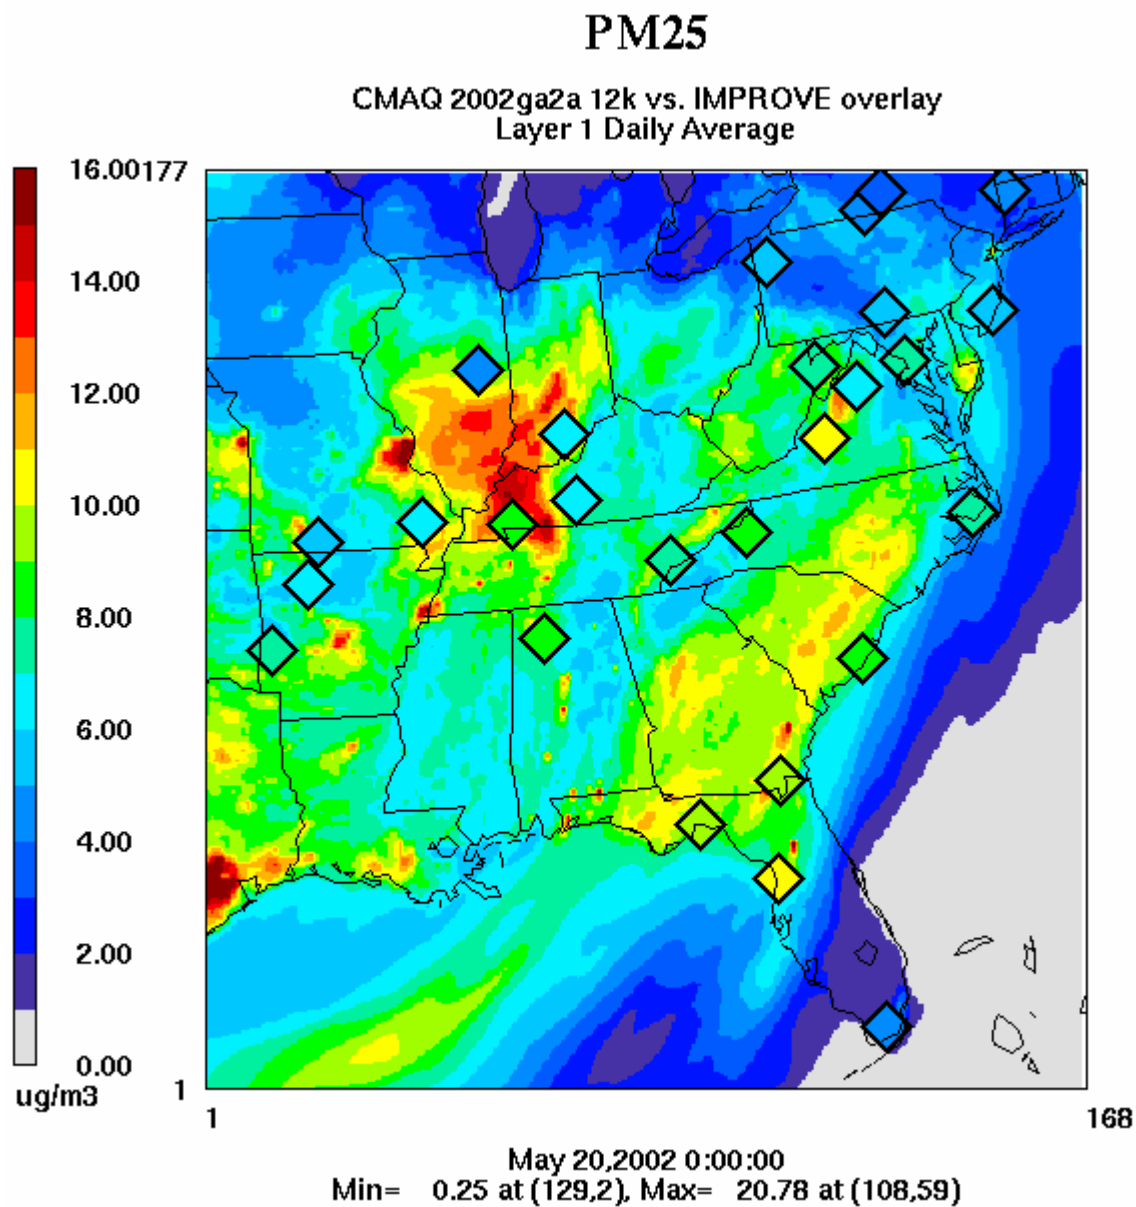 PM25
CMAQ 2002ga2a 12k vs. IMPROVE overlay
Layer 1 Daily Average
16.00
177
14.00
12.00
10.00
8.00
6.00
4.00
2.00
0.00
1
ug/m3
1
168
May 20,2002 0:00:00
Min= 0.25 at (129,2), Max= 20.78 at (108,59)